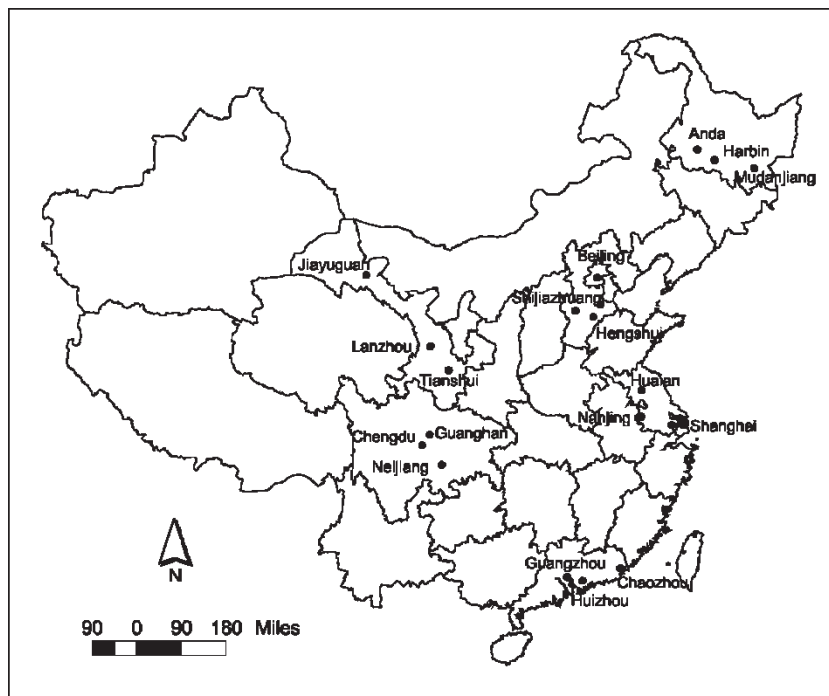 Anda
Harbin
Mudanjiang
Beijing
Jiayuguan
Shijiazhuang
Hengshui
Lanzhou
Tianshui
Huaian
Nanjing
Shanghai
Chengdu
Guanghan
Neijiang
Guangzhou
Chaozhou
Huizhou
N
90 0 90 180 Miles